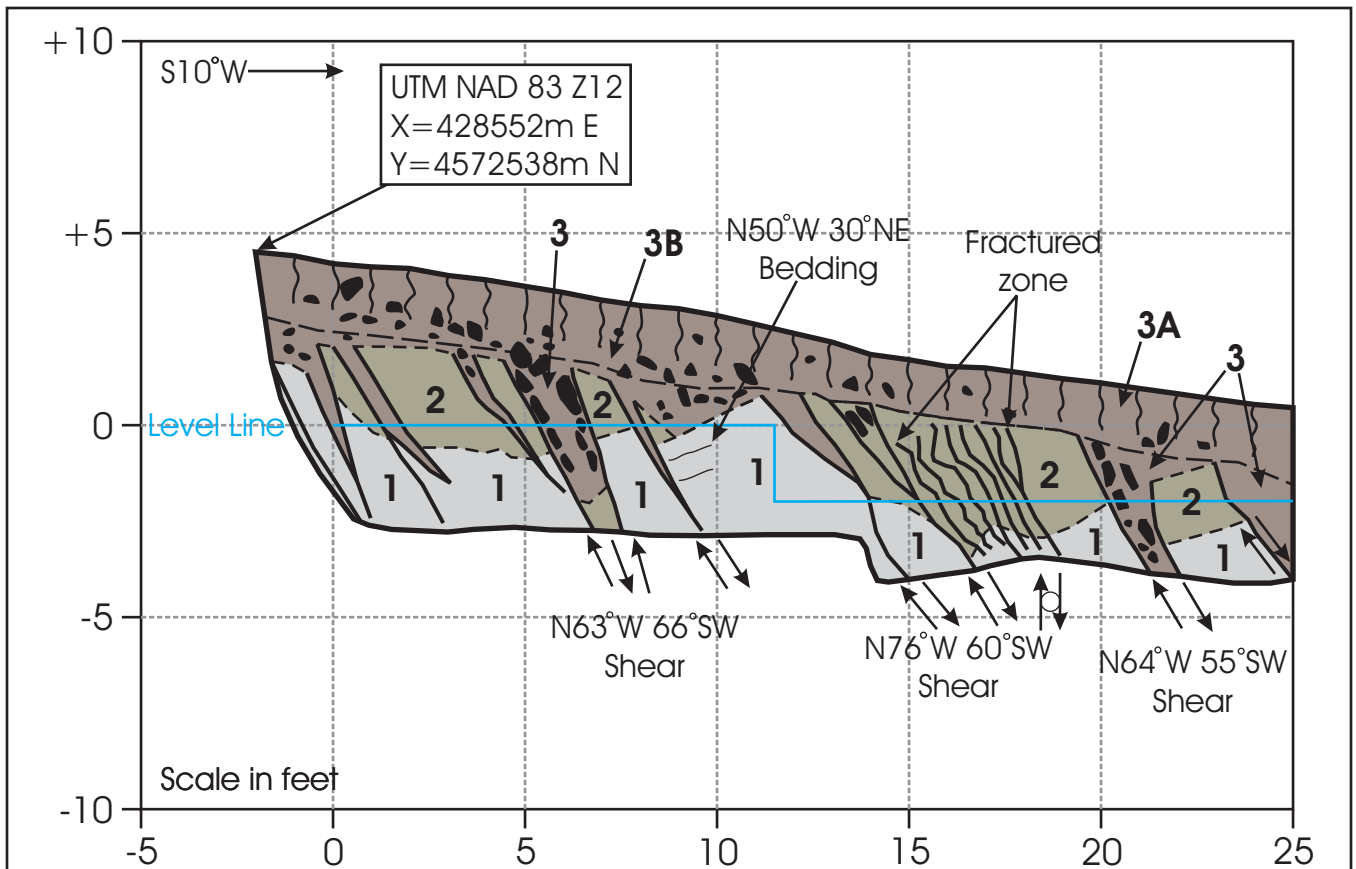 +10
S10°W
UTM NAD 83 Z12
X=428552m E
Y=4572538m N
+5
3
3B
N50°W 30°NE
Bedding
Fractured
zone
3A
3
2
2
0
Level Line
1
1
1
1
2
2
1
1
1
-5
N63°W 66°SW
Shear
N76°W 60°SW
Shear
N64°W 55°SW
Shear
Scale in feet
-10
-5
0
5
10
15
20
25